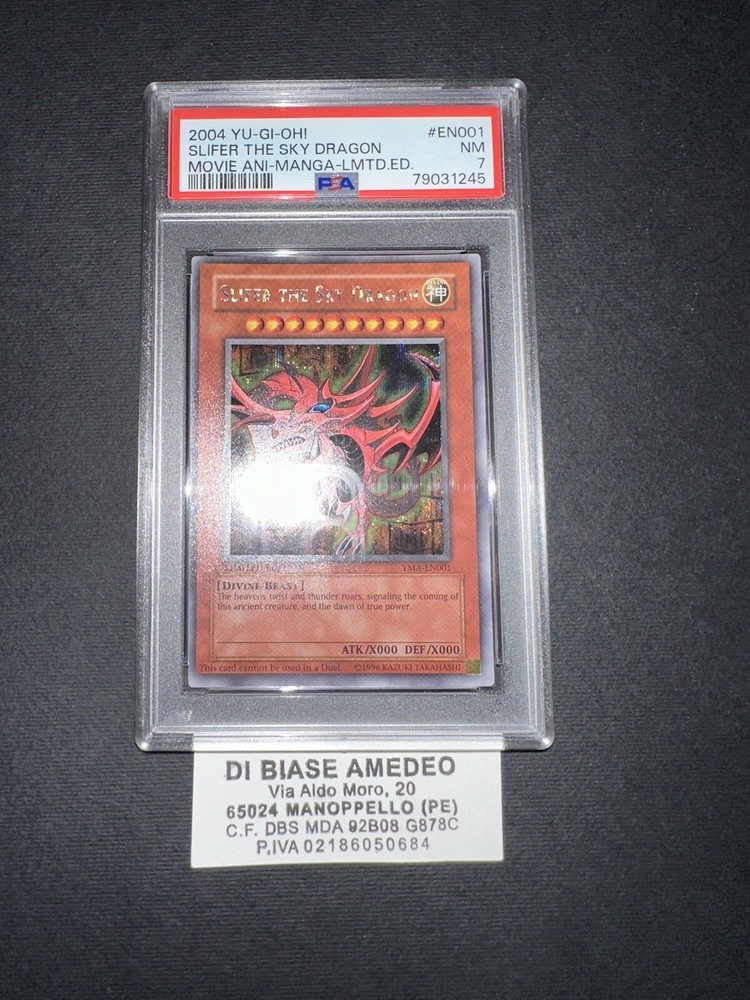 2004 YU-GI-OH! #EN001
SLIFER THE SKY DRAGON NM
MOVIE ANI-MANGA-LMTD.ED. 7
PSA 79031245
SLIFER THE SKY DRAGON 神
LIMITED EDITION YMA-EN001
[DIVINE-BEAST]
The heavens twist and thunder roars, signaling the coming of
this ancient creature, and the dawn of true power.
ATK/X000 DEF/X000
This card cannot be used in a Duel. ©1996 KAZUKI TAKAHASHI
DI BIASE AMEDEO
Via Aldo Moro, 20
65024 MANOPPELLO (PE)
C.F. DBS MDA 92B08 G878C
P.IVA 02186050684